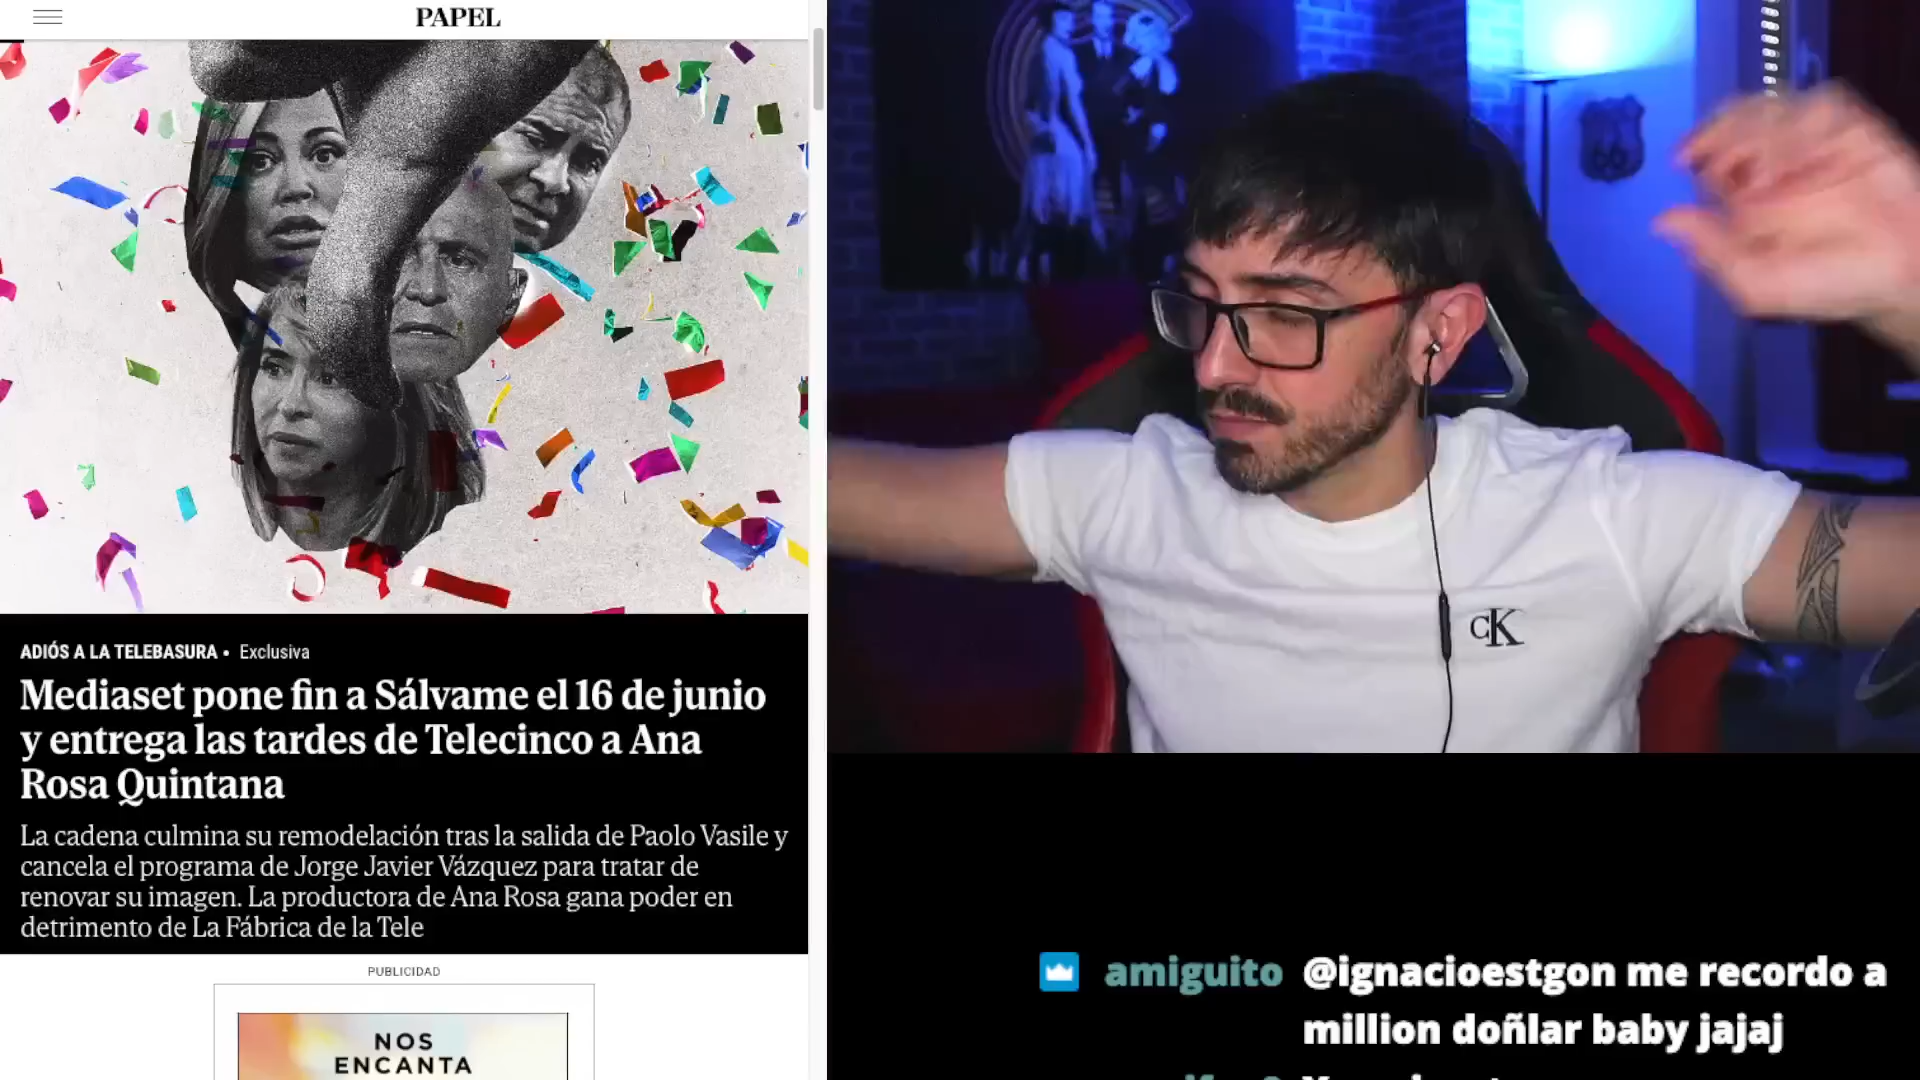 PAPEL
ADIÓS A LA TELEBASURA • Exclusiva
Mediaset pone fin a Sálvame el 16 de junio
y entrega las tardes de Telecinco a Ana
Rosa Quintana
La cadena culmina su remodelación tras la salida de Paolo Vasile y
cancela el programa de Jorge Javier Vázquez para tratar de
renovar su imagen. La productora de Ana Rosa gana poder en
detrimento de La Fábrica de la Tele
PUBLICIDAD
NOS
ENCANTA
66
CK
amiguito @ignacioestgon me recordo a
million doñlar baby jajaj